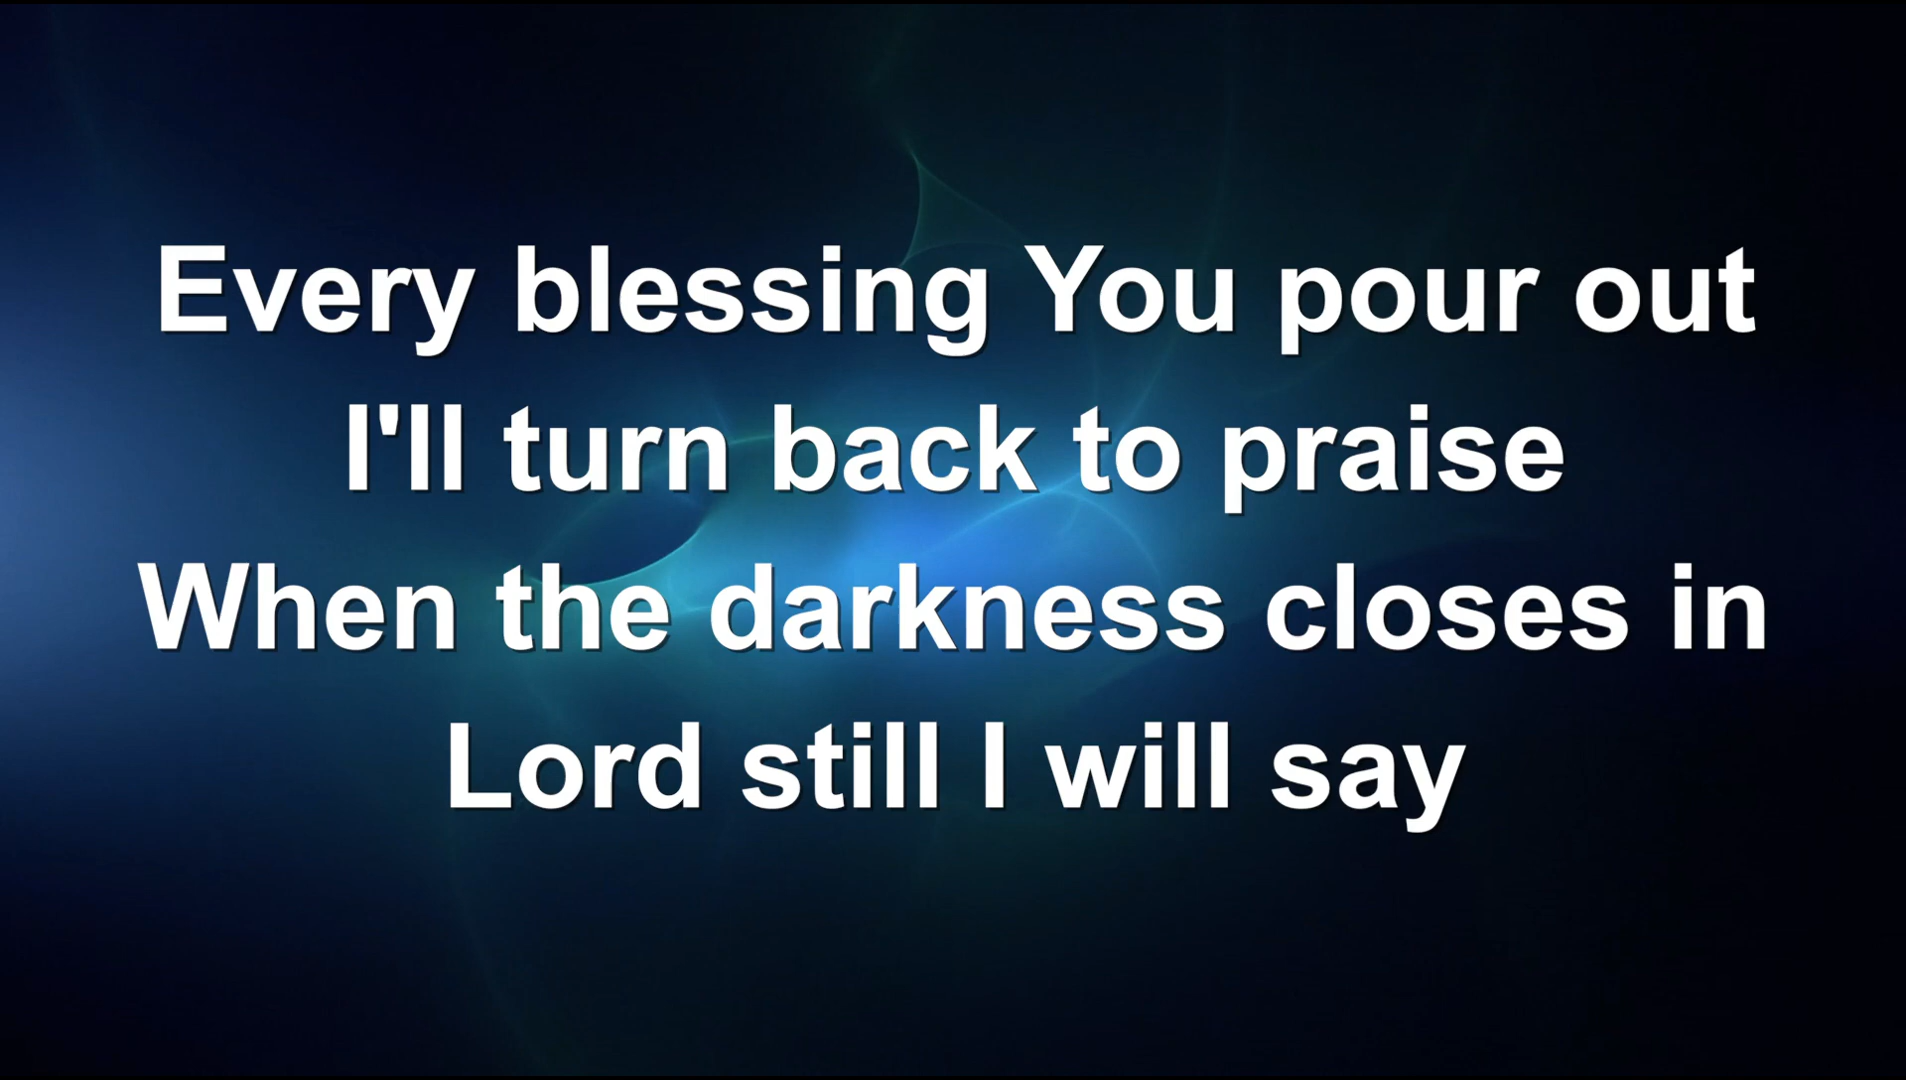 Every blessing You pour out
I'll turn back to praise
When the darkness closes in
Lord still I will say